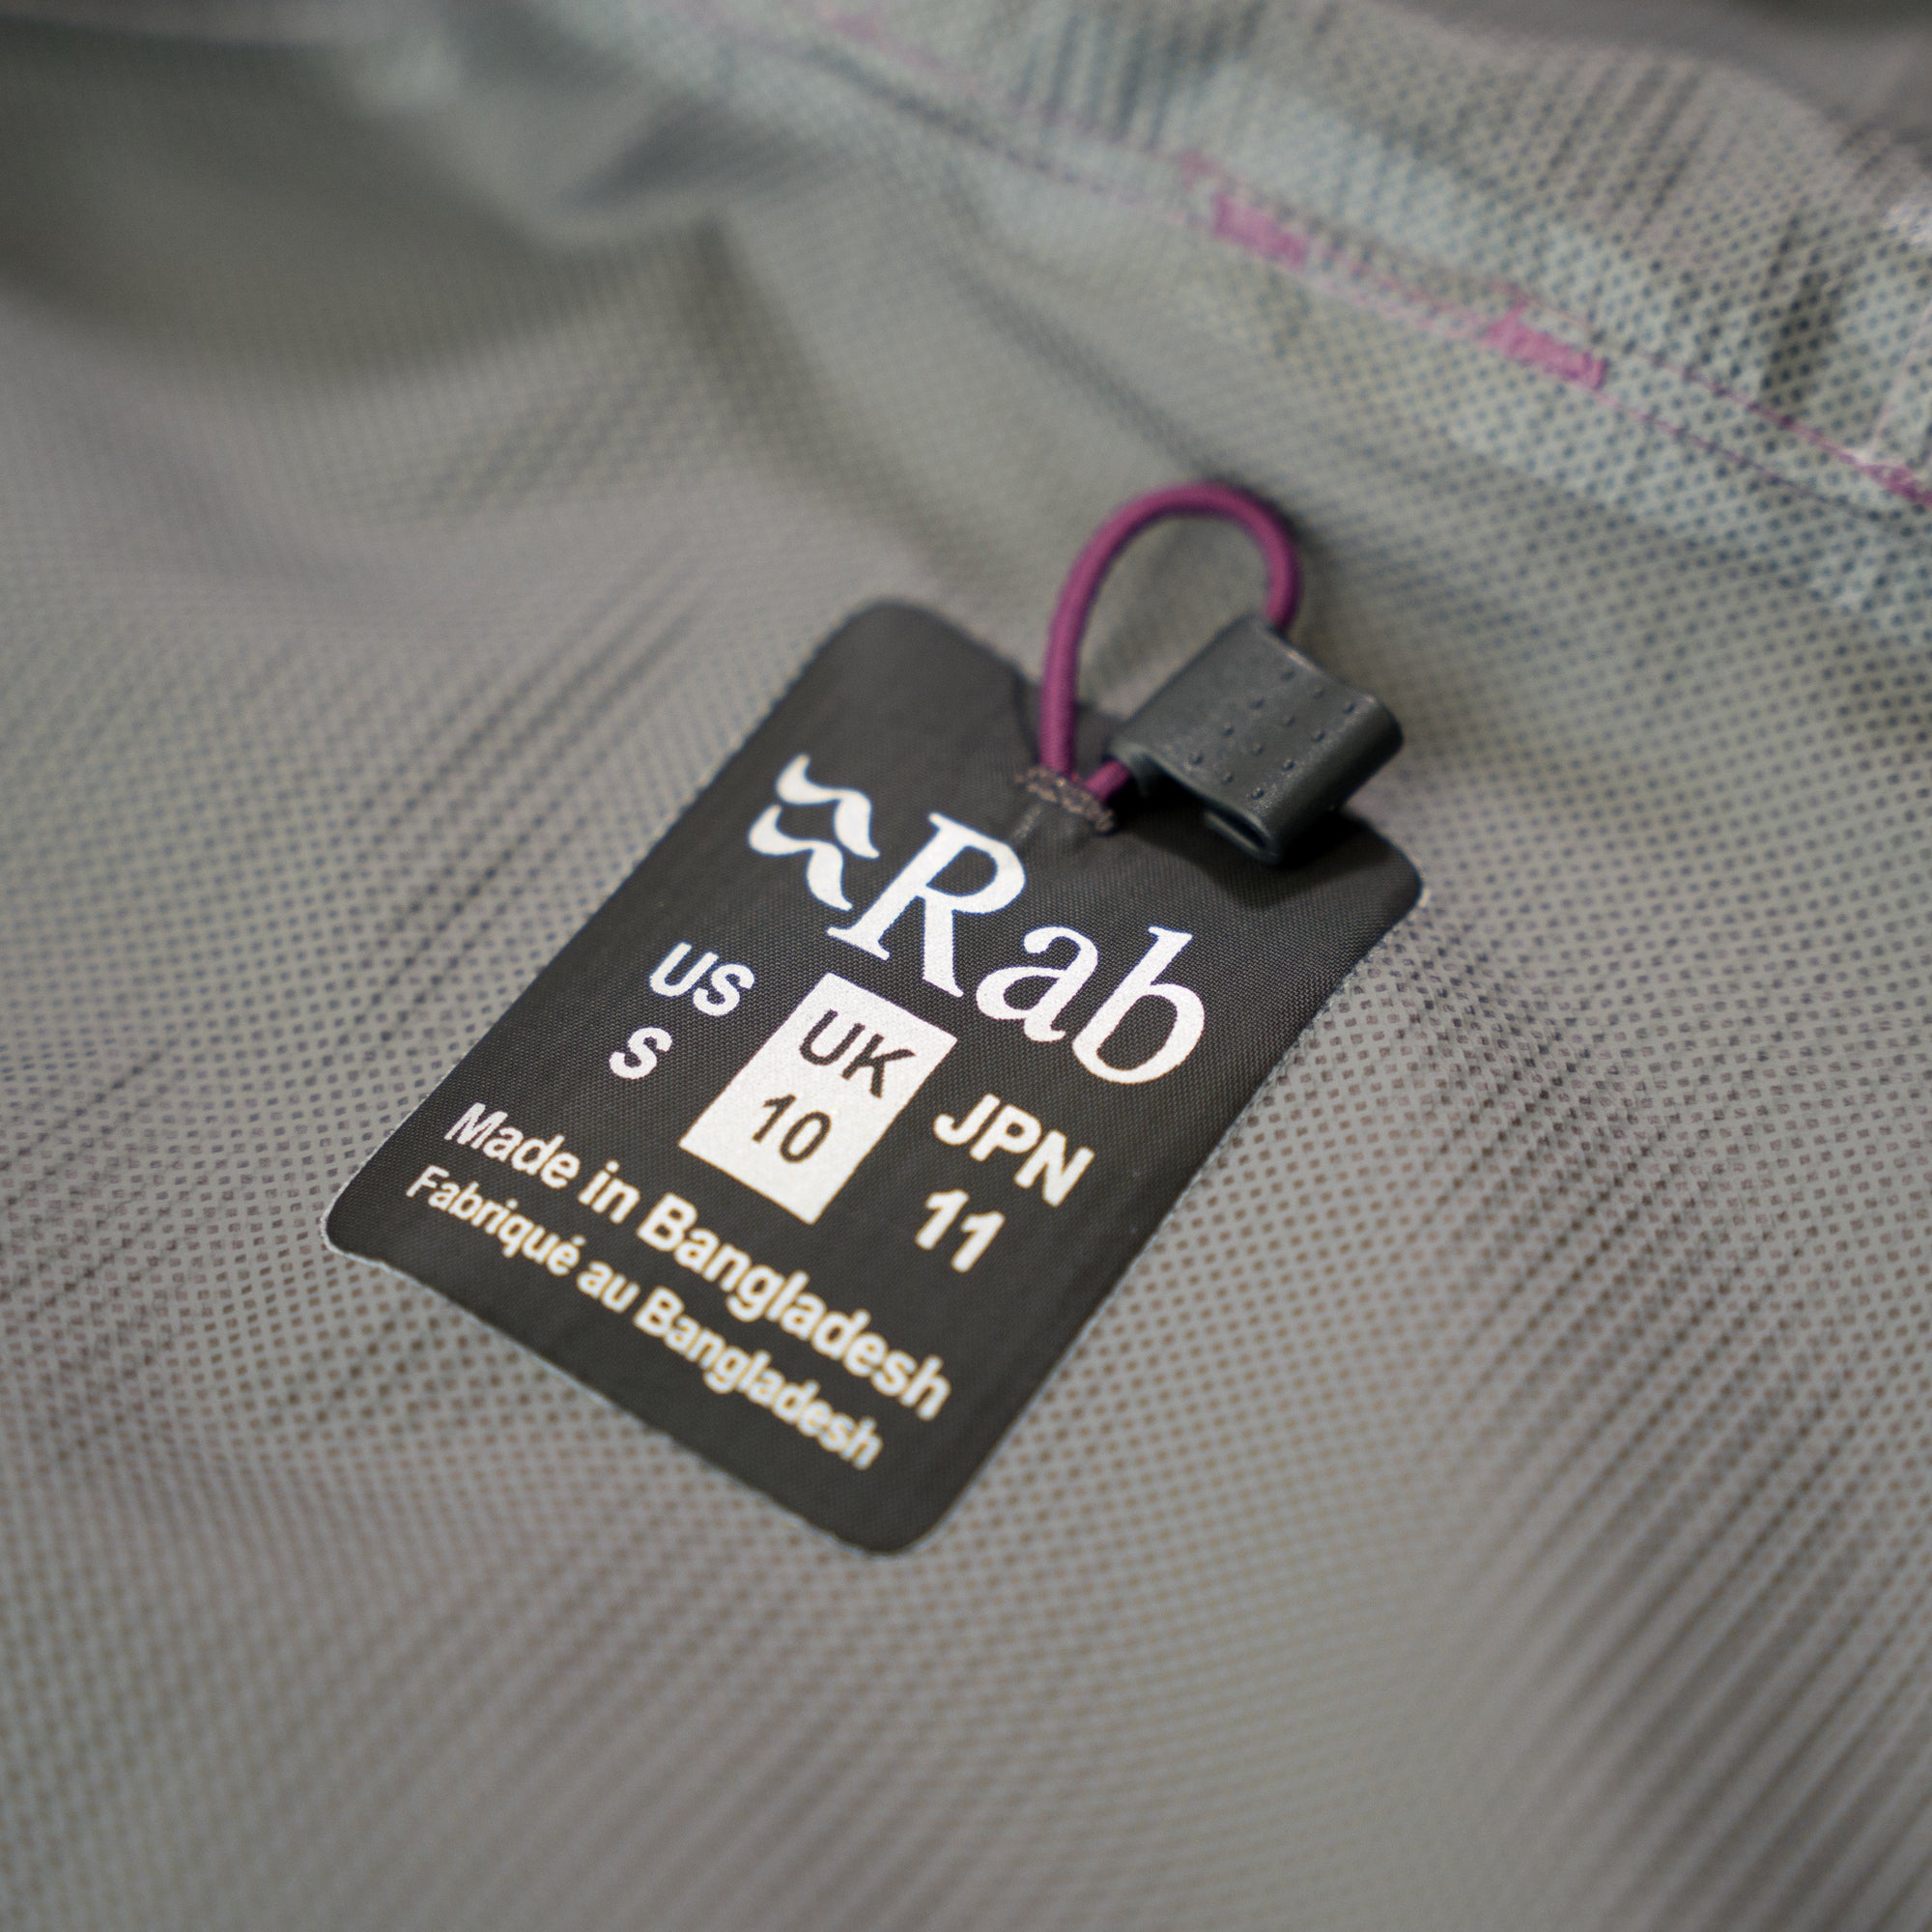 Rab
US UK JPN
S 10 11
Made in Bangladesh
Fabriqué au Bangladesh